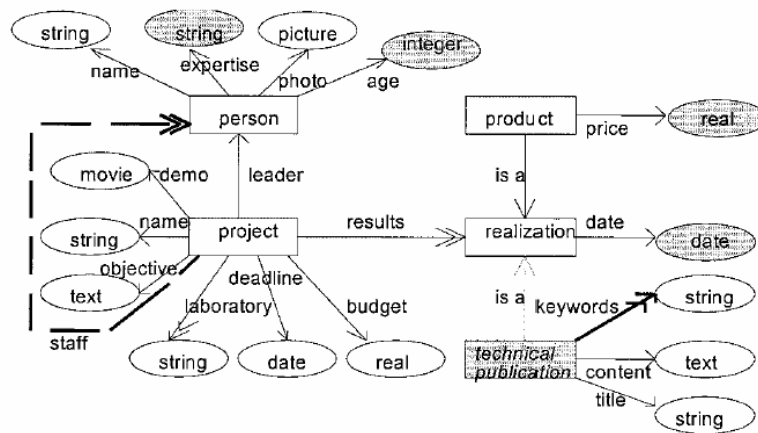 string
string
picture
integer
name
expertise
photo
age
person
product
price
real
movie
demo
leader
is a
name
project
results
realization
date
string
date
objective
deadline
text
laboratory
budget
is a
keywords
string
staff
string
date
real
technical
publication
content
text
title
string